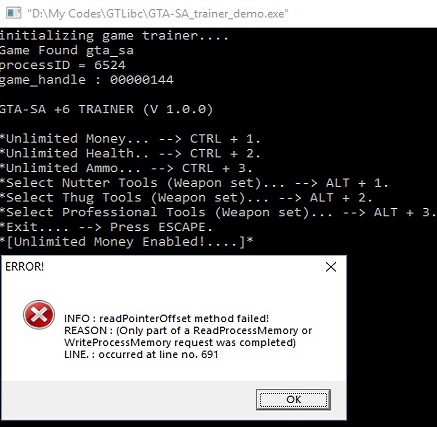 "D:\My Codes\GTLibc\GTA-SA_trainer_demo.exe"
initializing game trainer....
Game Found gta_sa
processID = 6524
game_handle : 00000144
GTA-SA +6 TRAINER (V 1.0.0)
*Unlimited Money... --> CTRL + 1.
*Unlimited Health.. --> CTRL + 2.
*Unlimited Ammo... --> CTRL + 3.
*Select Nutter Tools (Weapon set)... --> ALT + 1.
*Select Thug Tools (Weapon set)... --> ALT + 2.
*Select Professional Tools (Weapon set)... --> ALT + 3.
*Exit.... --> Press ESCAPE.
*[Unlimited Money Enabled!....]*
ERROR!
INFO : readPointerOffset method failed!
REASON : (Only part of a ReadProcessMemory or
WriteProcessMemory request was completed)
LINE. : occurred at line no. 691
OK